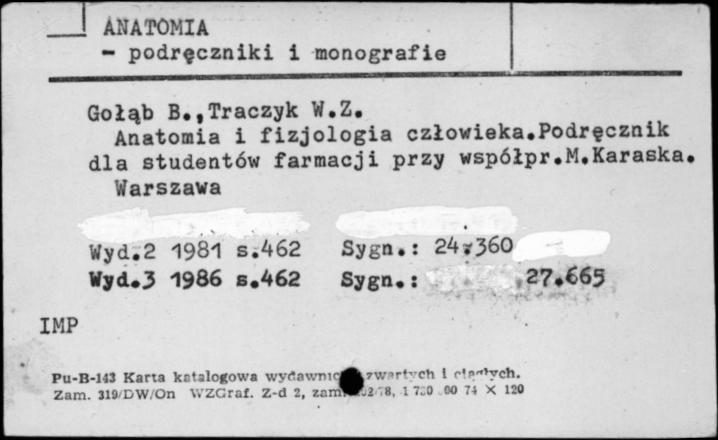 ANATOMIA
- podręczniki i monografie
Gołąb B.,Traczyk W.Z.
Anatomia i fizjologia człowieka.Podręcznik
dla studentów farmacji przy współpr.M.Karaska.
Warszawa
Wyd.2 1981 s.462 Sygn.: 24.360
Wyd.3 1986 s.462 Sygn.: 27.665
IMP
Pu-B-143 Karta katalogowa zwartych i ciągłych.
Zam. 319/DW/On WZGraf. Z-d 2, zam. 74 X 120